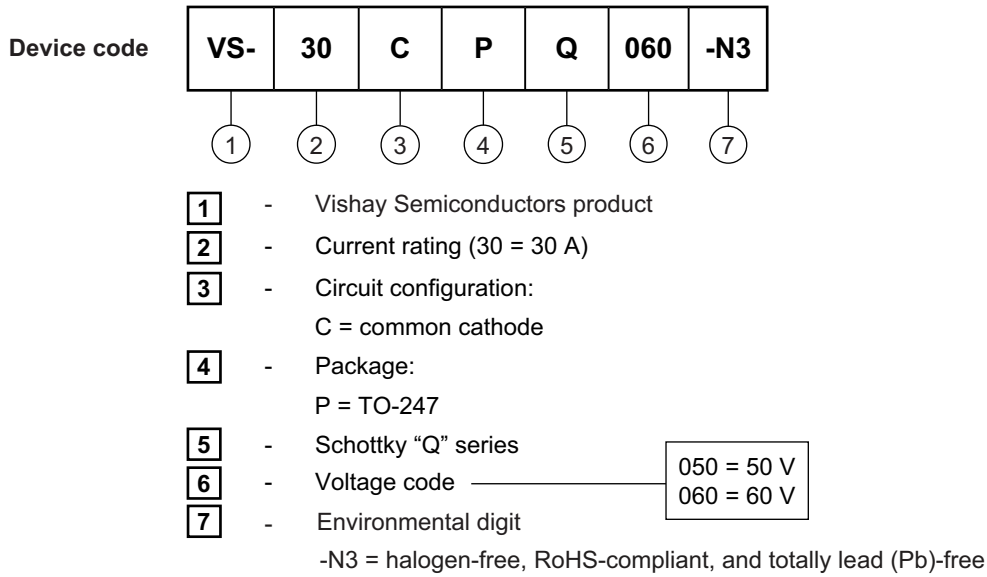 Device code VS- 30 C P Q 060 -N3
1 2 3 4 5 6 7
1 - Vishay Semiconductors product
2 - Current rating (30 = 30 A)
3 - Circuit configuration:
C = common cathode
4 - Package:
P = TO-247
5 - Schottky “Q” series
6 - Voltage code
050 = 50 V
060 = 60 V
7 - Environmental digit
-N3 = halogen-free, RoHS-compliant, and totally lead (Pb)-free